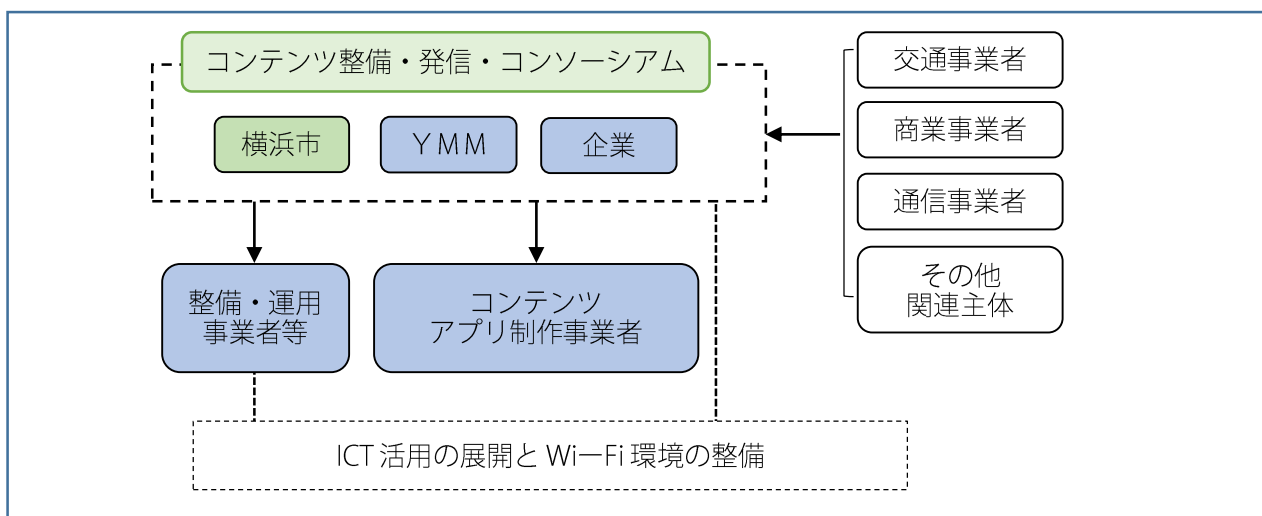 コンテンツ整備・発信・コンソーシアム
横浜市
ＹＭＭ
企業
交通事業者
商業事業者
通信事業者
その他
関連主体
整備・運用
事業者等
コンテンツ
アプリ制作事業者
ICT 活用の展開と Wi－Fi 環境の整備